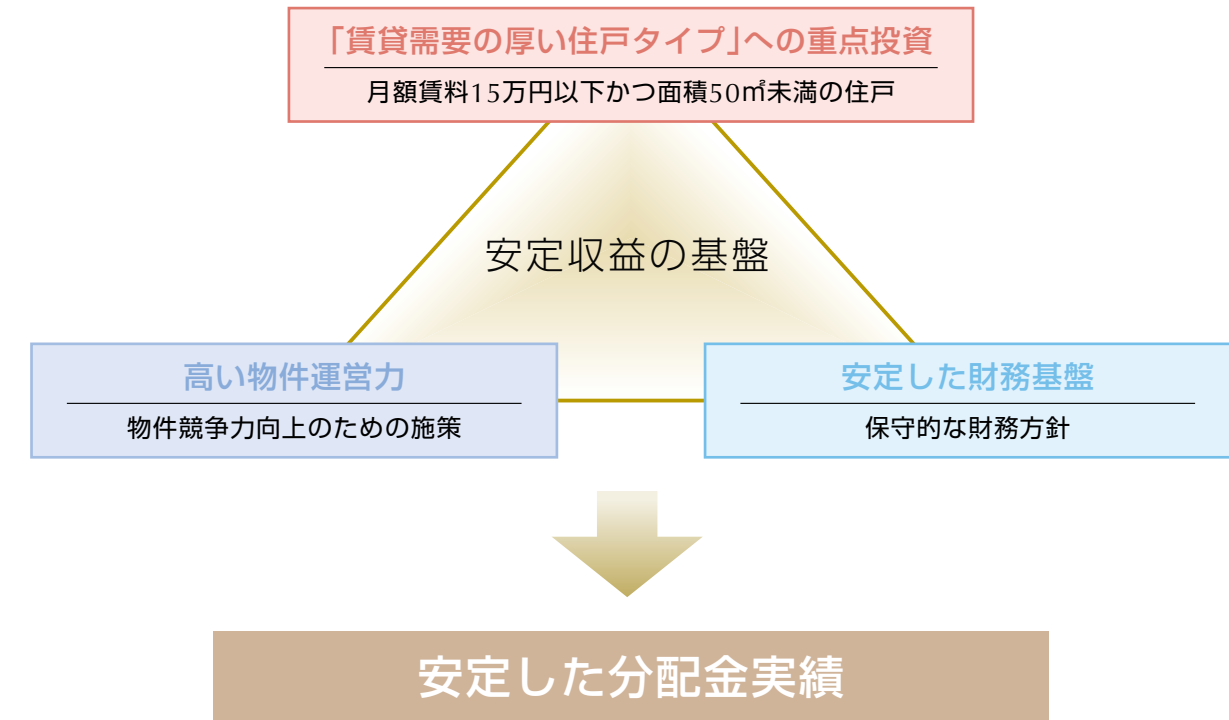 「賃貸需要の厚い住戸タイプ」への重点投資
月額賃料15万円以下かつ面積50㎡未満の住戸
安定収益の基盤
高い物件運営力
物件競争力向上のための施策
安定した財務基盤
保守的な財務方針
安定した分配金実績